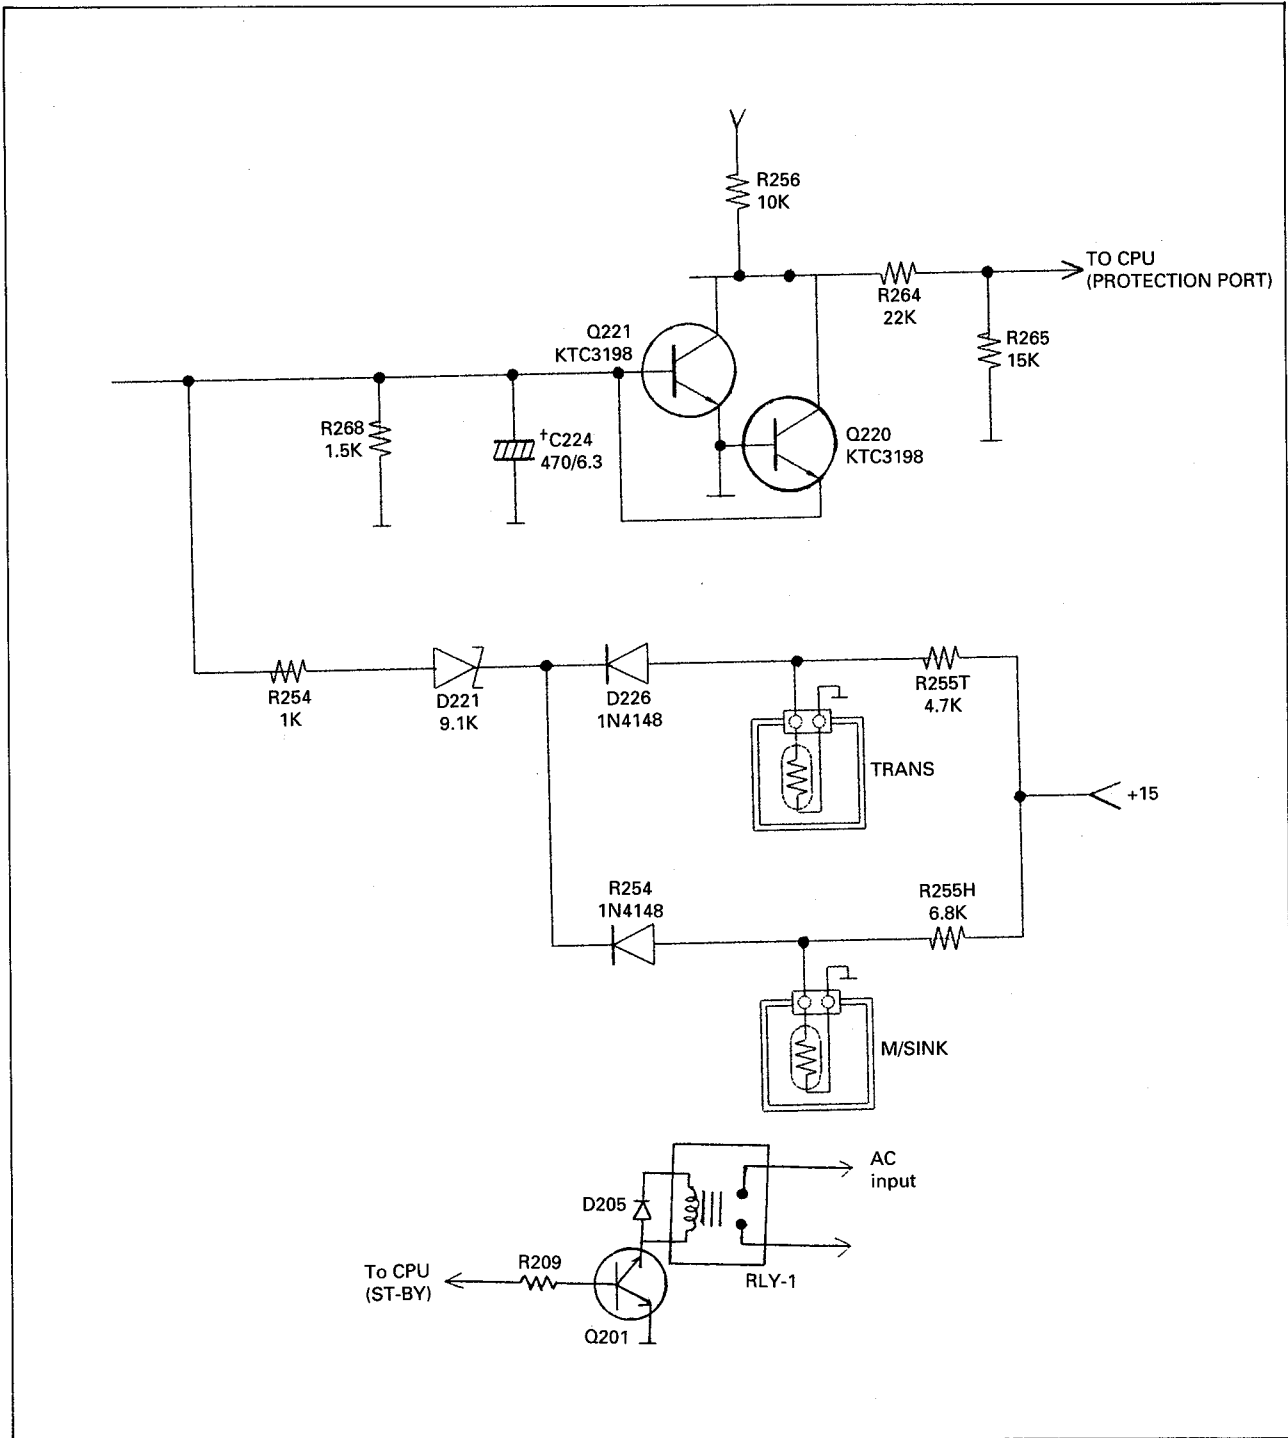 R256
10K
TO CPU
(PROTECTION PORT)
R264
22K
R265
15K
Q221
KTC3198
R268
1.5K
+C224
470/6.3
Q220
KTC3198
R254
1K
D221
9.1K
D226
1N4148
R255T
4.7K
TRANS
+15
R254
1N4148
R255H
6.8K
M/SINK
AC
input
D205
RLY-1
To CPU
(ST-BY)
R209
Q201